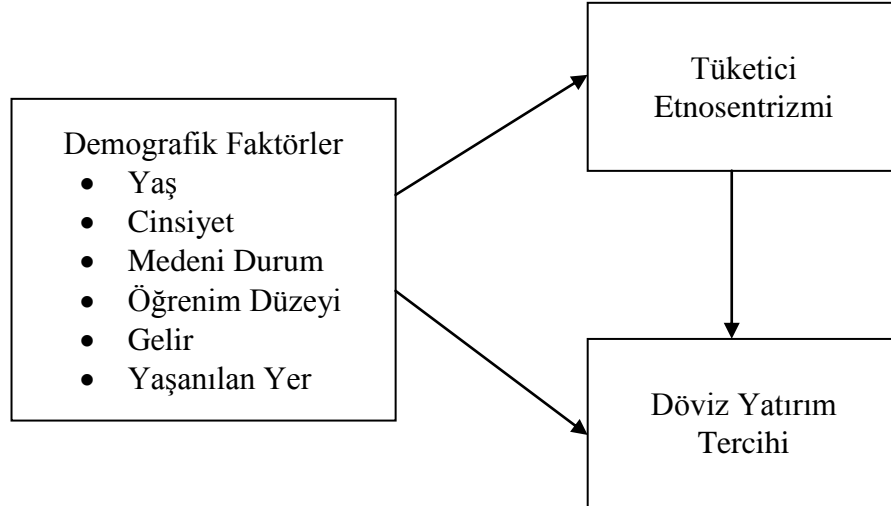 Demografik Faktörler
• Yaş
• Cinsiyet
• Medeni Durum
• Öğrenim Düzeyi
• Gelir
• Yaşanılan Yer
Tüketici
Etnosentrizmi
Döviz Yatırım
Tercihi